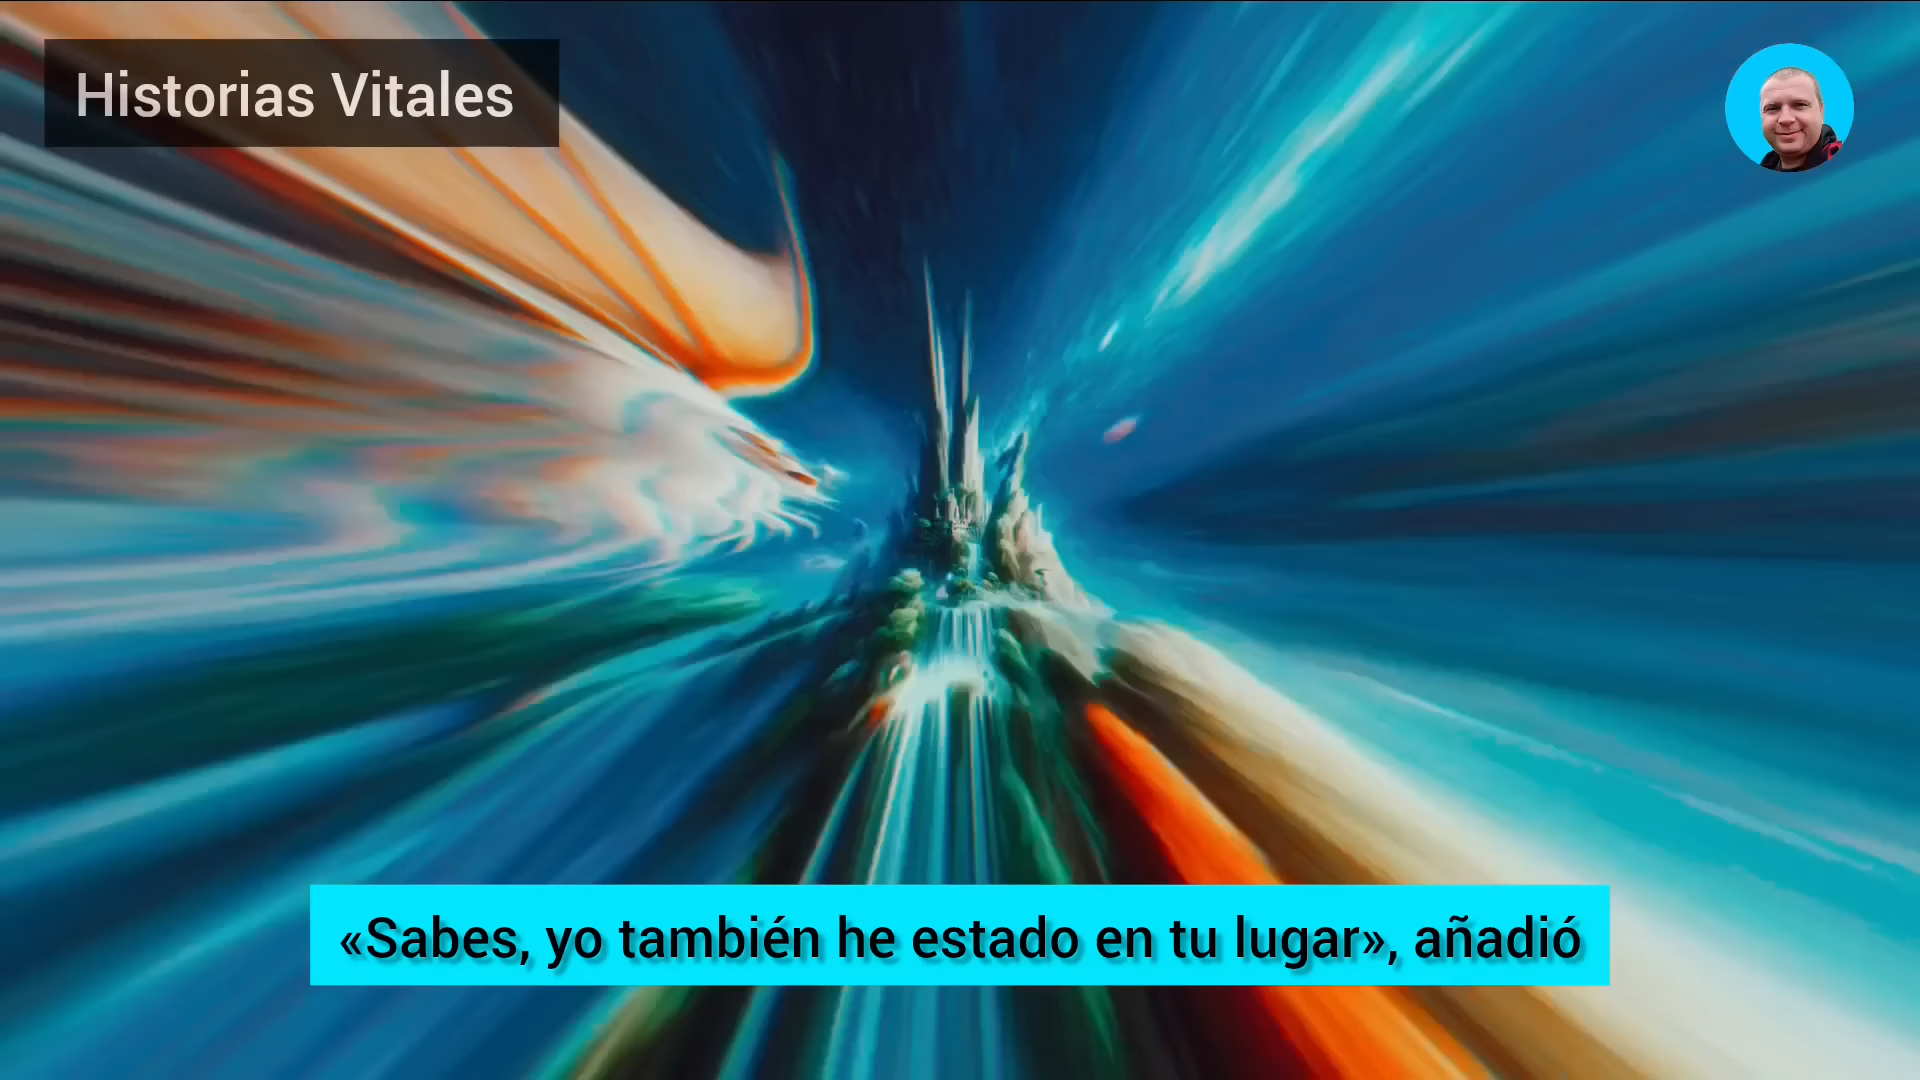 Historias Vitales
«Sabes, yo también he estado en tu lugar», añadió